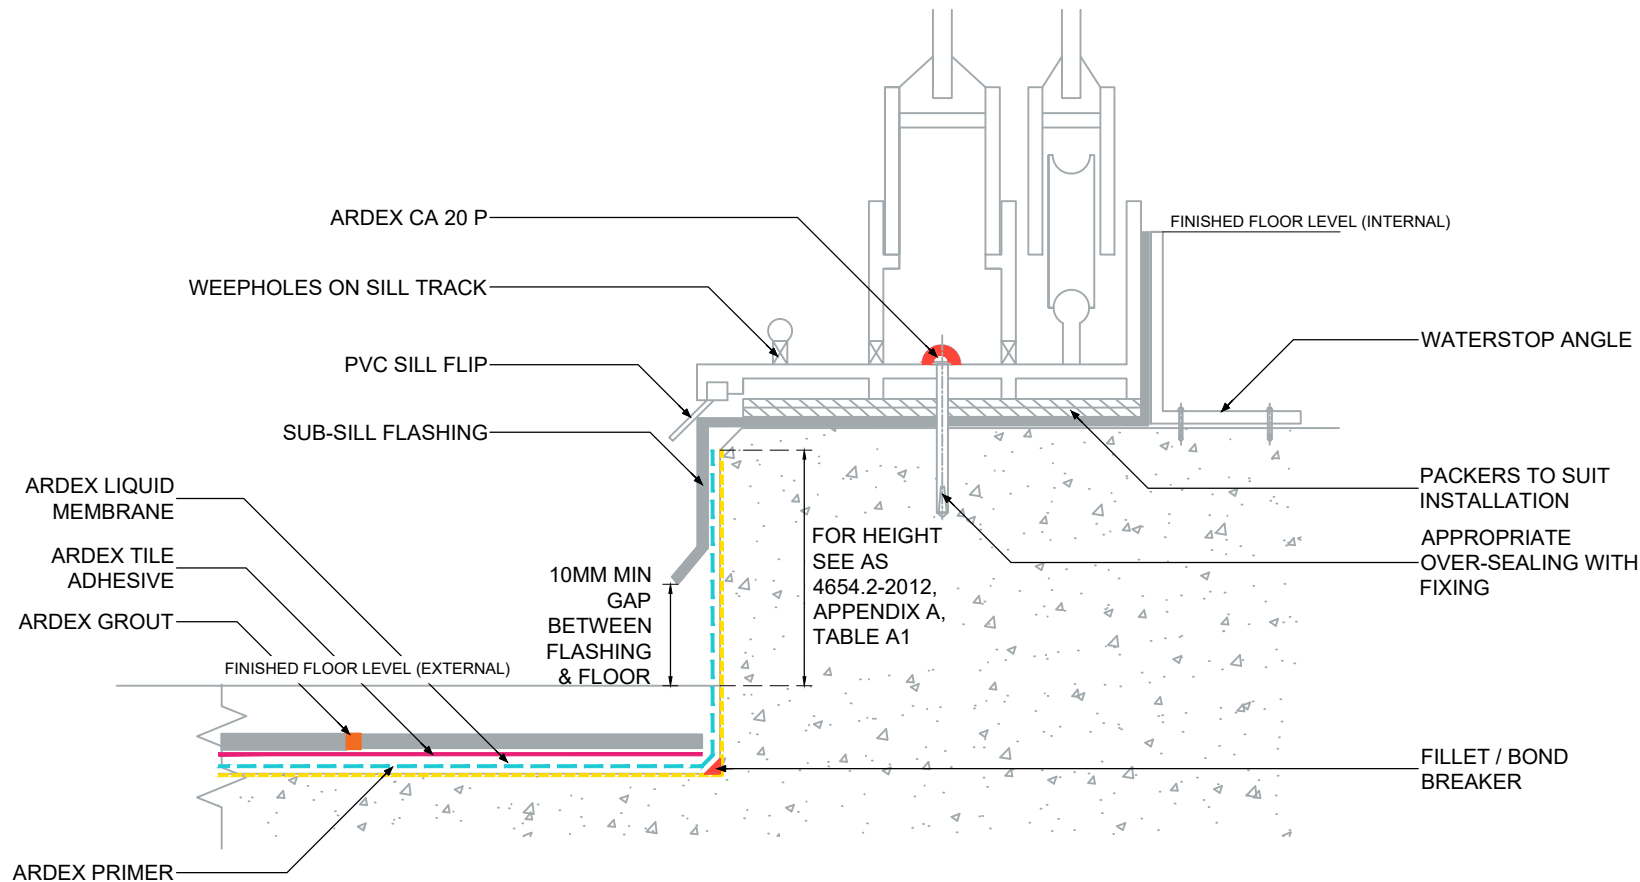 ARDEX CA 20 P
FINISHED FLOOR LEVEL (INTERNAL)
WEEPHOLES ON SILL TRACK
WATERSTOP ANGLE
PVC SILL FLIP
SUB-SILL FLASHING
ARDEX LIQUID
MEMBRANE
PACKERS TO SUIT
INSTALLATION
ARDEX TILE
ADHESIVE
APPROPRIATE
OVER-SEALING WITH
FIXING
FOR HEIGHT
SEE AS
4654.2-2012,
APPENDIX A,
TABLE A1
10MM MIN
GAP
BETWEEN
FLASHING
& FLOOR
ARDEX GROUT
FINISHED FLOOR LEVEL (EXTERNAL)
FILLET / BOND
BREAKER
ARDEX PRIMER